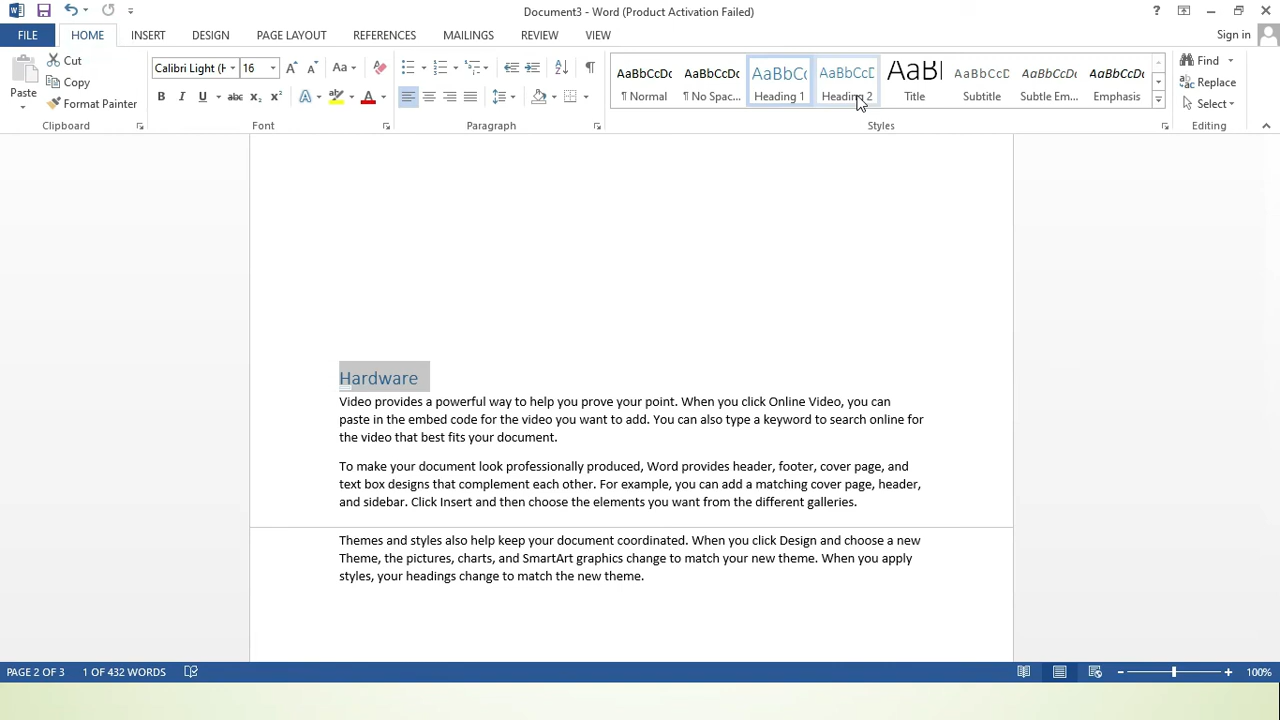 Document3 - Word (Product Activation Failed)
FILE
HOME
INSERT
DESIGN
PAGE LAYOUT
REFERENCES
MAILINGS
REVIEW
VIEW
Sign in
Paste
Cut
Copy
Format Painter
Clipboard
Calibri Light (H
16
Font
Paragraph
AaBbCcDc
¶ Normal
AaBbCcDc
¶ No Spac...
AaBbCc
Heading 1
AaBbCcD
Heading 2
AaBl
Title
AaBbCcD
Subtitle
AaBbCcDc
Subtle Em...
AaBbCcDc
Emphasis
Styles
Find
Replace
Select
Editing
Hardware
Video provides a powerful way to help you prove your point. When you click Online Video, you can
paste in the embed code for the video you want to add. You can also type a keyword to search online for
the video that best fits your document.
To make your document look professionally produced, Word provides header, footer, cover page, and
text box designs that complement each other. For example, you can add a matching cover page, header,
and sidebar. Click Insert and then choose the elements you want from the different galleries.
Themes and styles also help keep your document coordinated. When you click Design and choose a new
Theme, the pictures, charts, and SmartArt graphics change to match your new theme. When you apply
styles, your headings change to match the new theme.
PAGE 2 OF 3
1 OF 432 WORDS
100%